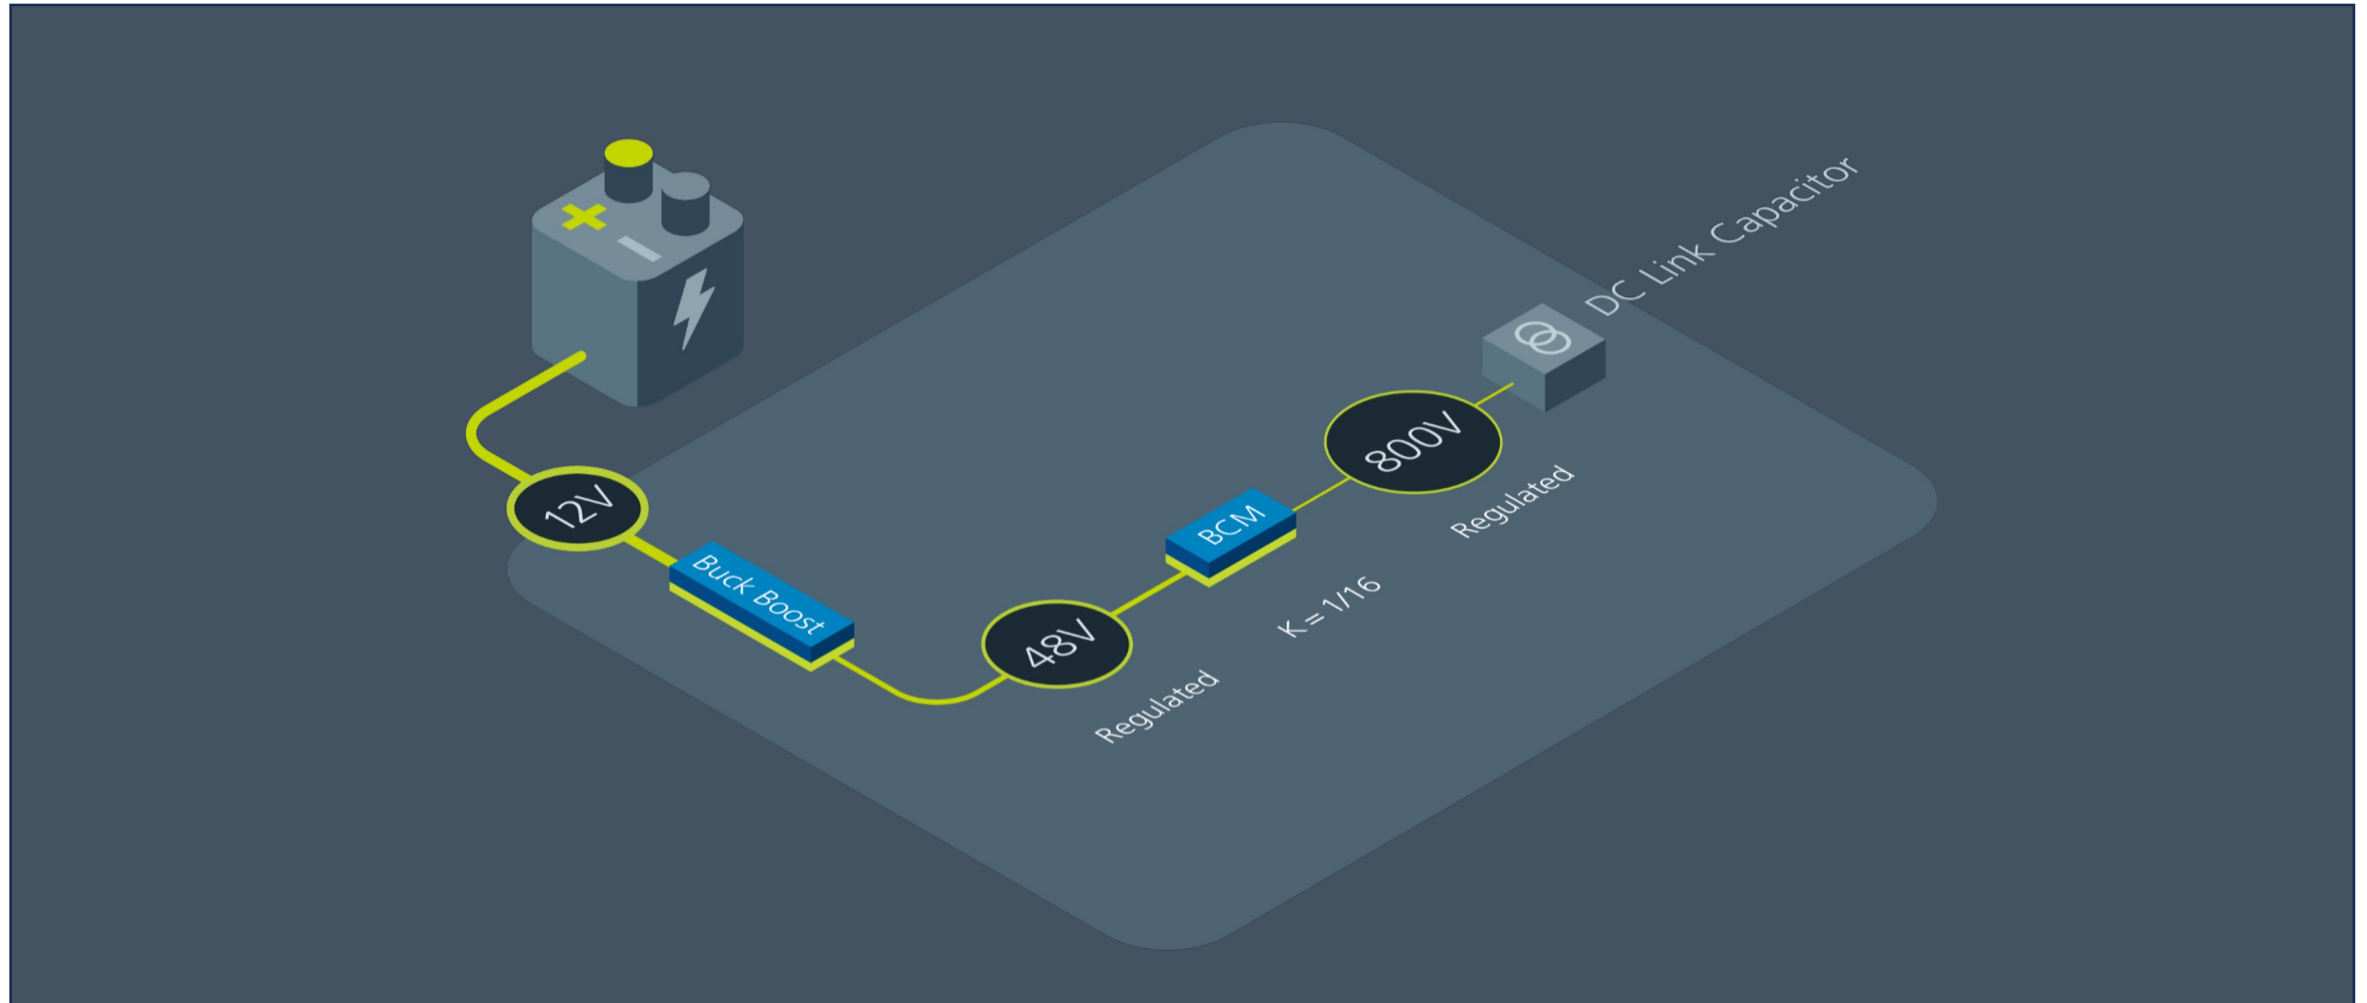 12V
Buck Boost
48V
Regulated
BCM
K = 1/16
800V
Regulated
DC Link Capacitor